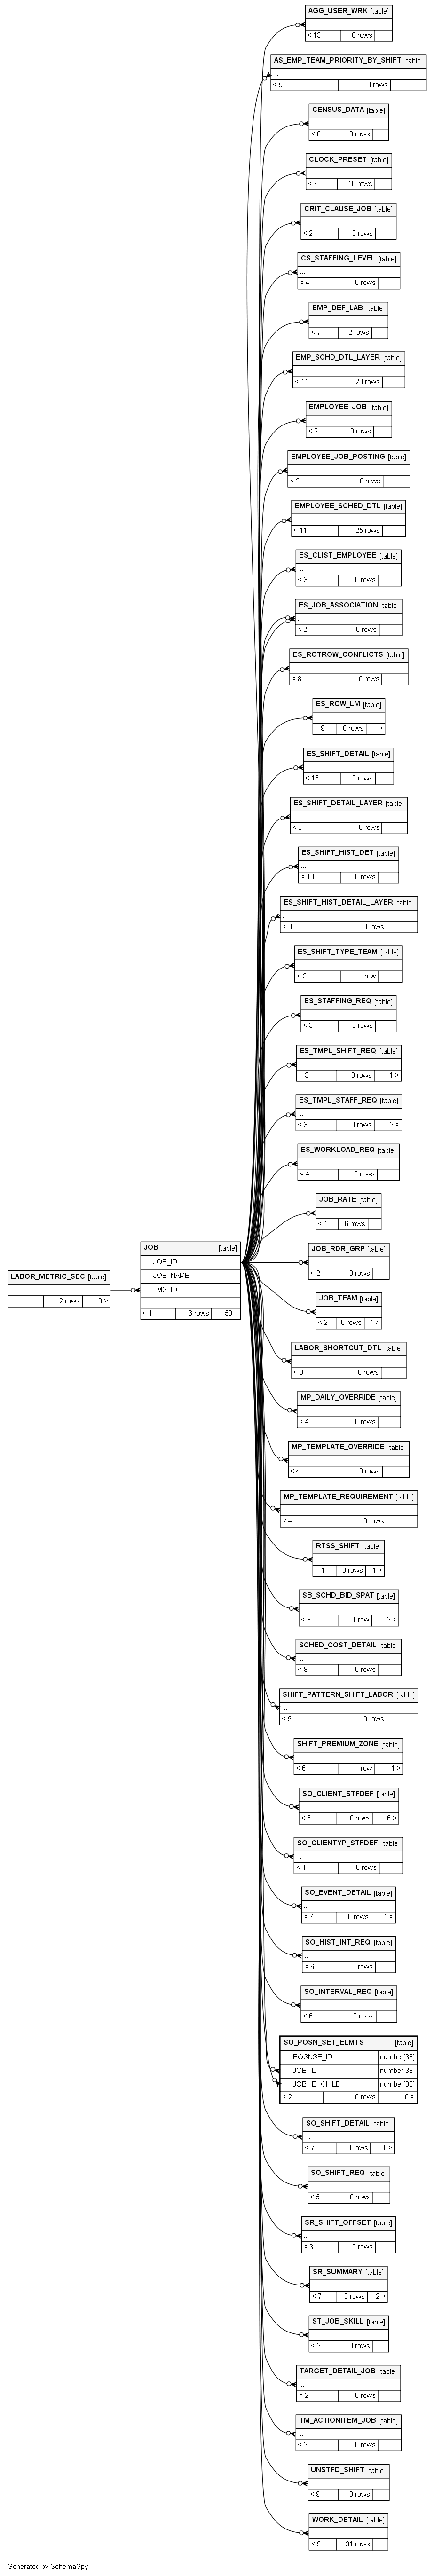 AGG_USER_WRK [table]
...
< 13 0 rows
AS_EMP_TEAM_PRIORITY_BY_SHIFT [table]
...
< 5 0 rows
CENSUS_DATA [table]
...
< 8 0 rows
CLOCK_PRESET [table]
...
< 6 10 rows
CRIT_CLAUSE_JOB [table]
...
< 2 0 rows
CS_STAFFING_LEVEL [table]
...
< 4 0 rows
EMP_DEF_LAB [table]
...
< 7 2 rows
EMP_SCHD_DTL_LAYER [table]
...
< 11 20 rows
EMPLOYEE_JOB [table]
...
< 2 0 rows
EMPLOYEE_JOB_POSTING [table]
...
< 2 0 rows
EMPLOYEE_SCHED_DTL [table]
...
< 11 25 rows
ES_CLIST_EMPLOYEE [table]
...
< 3 0 rows
ES_JOB_ASSOCIATION [table]
...
< 2 0 rows
ES_ROTROW_CONFLICTS [table]
...
< 8 0 rows
ES_ROW_LM [table]
...
< 9 0 rows 1 >
ES_SHIFT_DETAIL [table]
...
< 16 0 rows
ES_SHIFT_DETAIL_LAYER [table]
...
< 8 0 rows
ES_SHIFT_HIST_DET [table]
...
< 10 0 rows
ES_SHIFT_HIST_DETAIL_LAYER [table]
...
< 9 0 rows
ES_SHIFT_TYPE_TEAM [table]
...
< 3 1 row
ES_STAFFING_REQ [table]
...
< 3 0 rows
ES_TMPL_SHIFT_REQ [table]
...
< 3 0 rows 1 >
ES_TMPL_STAFF_REQ [table]
...
< 3 0 rows 2 >
ES_WORKLOAD_REQ [table]
...
< 4 0 rows
JOB_RATE [table]
...
< 1 6 rows
JOB [table]
JOB_ID
JOB_NAME
LMS_ID
...
< 1 6 rows 53 >
LABOR_METRIC_SEC [table]
...
2 rows 9 >
JOB_RDR_GRP [table]
...
< 2 0 rows
JOB_TEAM [table]
...
< 2 0 rows 1 >
LABOR_SHORTCUT_DTL [table]
...
< 8 0 rows
MP_DAILY_OVERRIDE [table]
...
< 4 0 rows
MP_TEMPLATE_OVERRIDE [table]
...
< 4 0 rows
MP_TEMPLATE_REQUIREMENT [table]
...
< 4 0 rows
RTSS_SHIFT [table]
...
< 4 0 rows 1 >
SB_SCHD_BID_SPAT [table]
...
< 3 1 row 2 >
SCHED_COST_DETAIL [table]
...
< 8 0 rows
SHIFT_PATTERN_SHIFT_LABOR [table]
...
< 9 0 rows
SHIFT_PREMIUM_ZONE [table]
...
< 6 1 row 1 >
SO_CLIENT_STFDEF [table]
...
< 5 0 rows 6 >
SO_CLIENTYP_STFDEF [table]
...
< 4 0 rows
SO_EVENT_DETAIL [table]
...
< 7 0 rows 1 >
SO_HIST_INT_REQ [table]
...
< 6 0 rows
SO_INTERVAL_REQ [table]
...
< 6 0 rows
SO_POSN_SET_ELMTS [table]
POSNSE_ID number[38]
JOB_ID number[38]
JOB_ID_CHILD number[38]
< 2 0 rows 0 >
SO_SHIFT_DETAIL [table]
...
< 7 0 rows 1 >
SO_SHIFT_REQ [table]
...
< 5 0 rows
SR_SHIFT_OFFSET [table]
...
< 3 0 rows
SR_SUMMARY [table]
...
< 7 0 rows 2 >
ST_JOB_SKILL [table]
...
< 2 0 rows
TARGET_DETAIL_JOB [table]
...
< 2 0 rows
TM_ACTIONITEM_JOB [table]
...
< 2 0 rows
UNSTFD_SHIFT [table]
...
< 9 0 rows
WORK_DETAIL [table]
...
< 9 31 rows
Generated by SchemaSpy